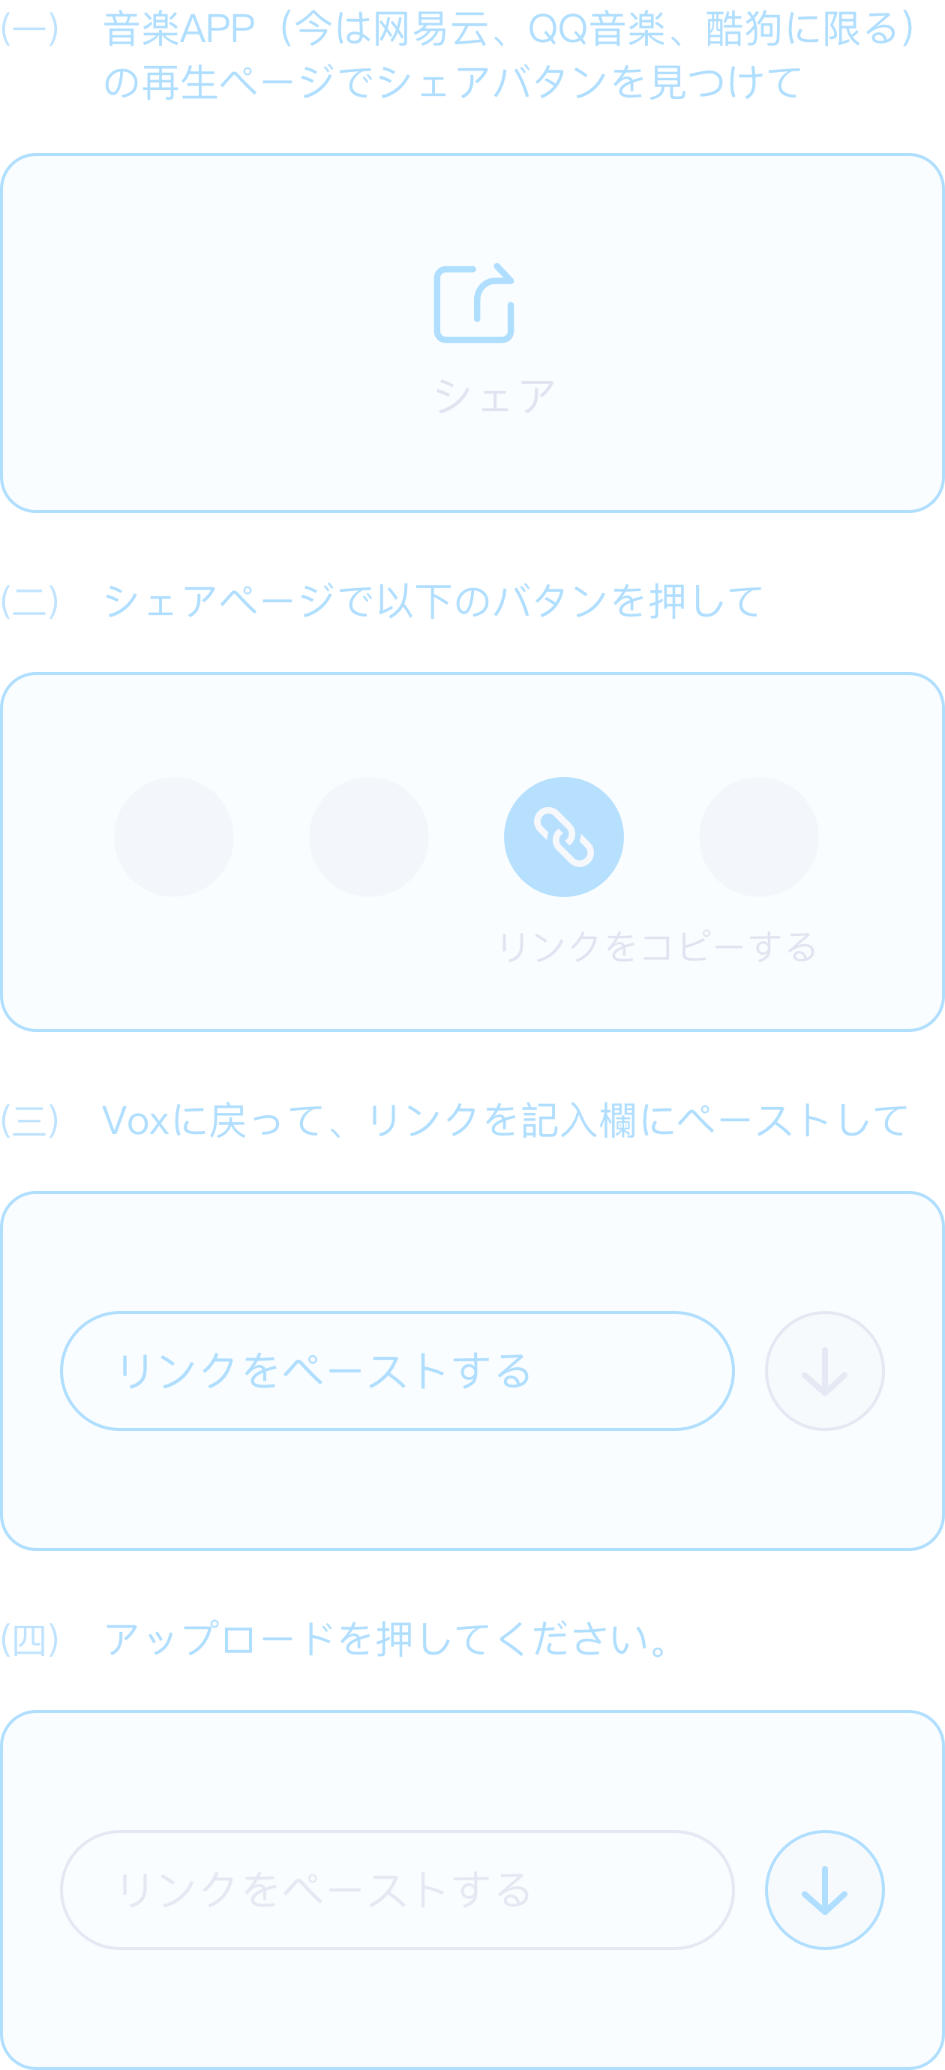 (一) 音楽APP（今は网易云、QQ音楽、酷狗に限る）
の再生ページでシェアバタンを見つけて
シェア
(二) シェアページで以下のバタンを押して
リンクをコピーする
(三) Voxに戻って、リンクを記入欄にペーストして
リンクをペーストする
(四) アップロードを押してください。
リンクをペーストする